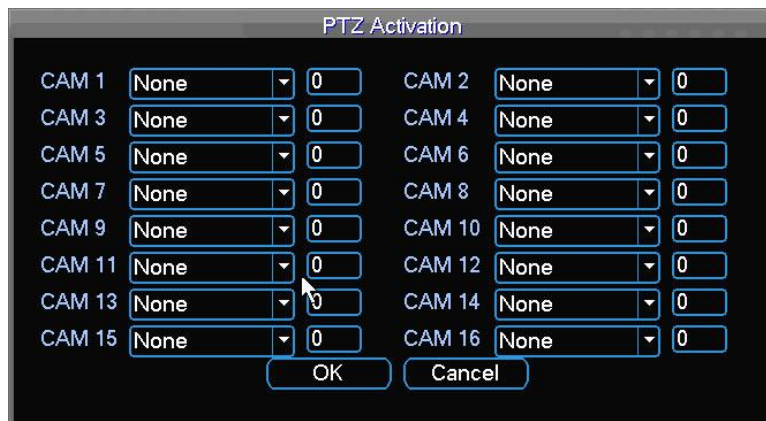 PTZ Activation
CAM 1 None 0 CAM 2 None 0
CAM 3 None 0 CAM 4 None 0
CAM 5 None 0 CAM 6 None 0
CAM 7 None 0 CAM 8 None 0
CAM 9 None 0 CAM 10 None 0
CAM 11 None 0 CAM 12 None 0
CAM 13 None 0 CAM 14 None 0
CAM 15 None 0 CAM 16 None 0
OK Cancel